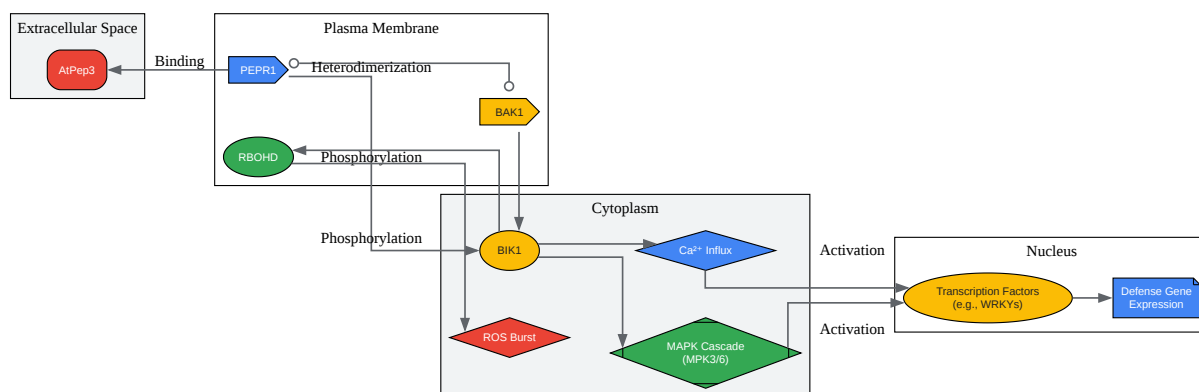 Extracellular Space
Plasma Membrane
AtPep3
Binding
PEPR1
Heterodimerization
BAK1
RBOHD
Phosphorylation
Cytoplasm
Phosphorylation
BIK1
Ca²⁺ Influx
Activation
Nucleus
Transcription Factors
(e.g., WRKYs)
Defense Gene
Expression
Activation
ROS Burst
MAPK Cascade
(MPK3/6)